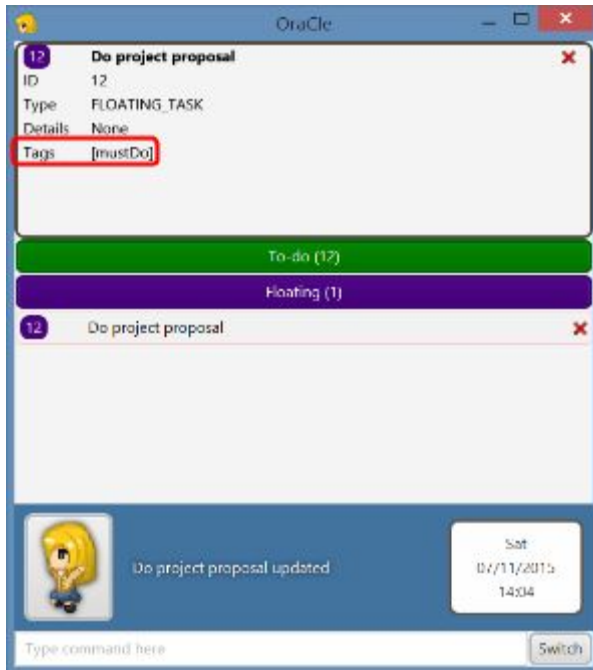 OraCle
12 Do project proposal
ID 12
Type FLOATING_TASK
Details None
Tags [mustDo]
To-do (12)
Floating (1)
12 Do project proposal
Do project proposal updated
Sat
07/11/2015
14:04
Type command here
Switch